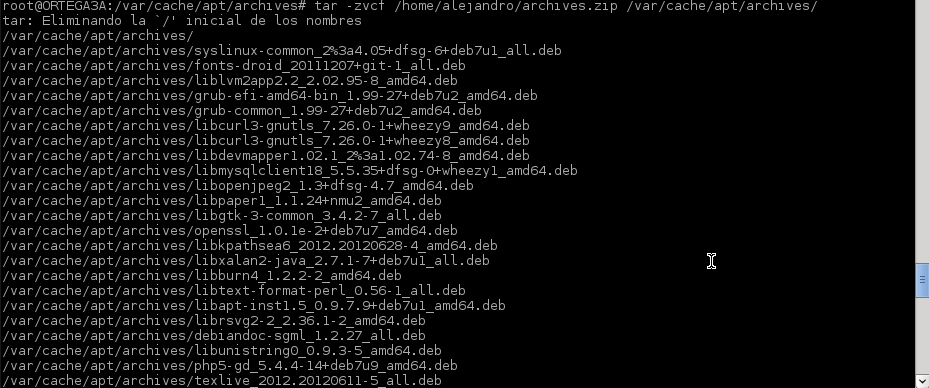 root@ORTEGA3A:/var/cache/apt/archives# tar -zvcf /home/alejandro/archives.zip /var/cache/apt/archives/
tar: Eliminando la `/' inicial de los nombres
/var/cache/apt/archives/
/var/cache/apt/archives/syslinux-common_2%3a4.05+dfsg-6+deb7u1_all.deb
/var/cache/apt/archives/fonts-droid_20111207+git-1_all.deb
/var/cache/apt/archives/liblvm2app2.2_2.02.95-8_amd64.deb
/var/cache/apt/archives/grub-efi-amd64-bin_1.99-27+deb7u2_amd64.deb
/var/cache/apt/archives/grub-common_1.99-27+deb7u2_amd64.deb
/var/cache/apt/archives/libcurl3-gnutls_7.26.0-1+wheezy9_amd64.deb
/var/cache/apt/archives/libcurl3-gnutls_7.26.0-1+wheezy8_amd64.deb
/var/cache/apt/archives/libdevmapper1.02.1_2%3a1.02.74-8_amd64.deb
/var/cache/apt/archives/libmysqlclient18_5.5.35+dfsg-0+wheezy1_amd64.deb
/var/cache/apt/archives/libopenjpeg2_1.3+dfsg-4.7_amd64.deb
/var/cache/apt/archives/libpaper1_1.1.24+nmu2_amd64.deb
/var/cache/apt/archives/libgtk-3-common_3.4.2-7_all.deb
/var/cache/apt/archives/openssl_1.0.1e-2+deb7u7_amd64.deb
/var/cache/apt/archives/libkpathsea6_2012.20120628-4_amd64.deb
/var/cache/apt/archives/libxalan2-java_2.7.1-7+deb7u1_all.deb
/var/cache/apt/archives/libburn4_1.2.2-2_amd64.deb
/var/cache/apt/archives/libtext-format-perl_0.56-1_all.deb
/var/cache/apt/archives/libapt-inst1.5_0.9.7.9+deb7u1_amd64.deb
/var/cache/apt/archives/librsvg2-2_2.36.1-2_amd64.deb
/var/cache/apt/archives/debiandoc-sgml_1.2.27_all.deb
/var/cache/apt/archives/libunistring0_0.9.3-5_amd64.deb
/var/cache/apt/archives/php5-gd_5.4.4-14+deb7u9_amd64.deb
/var/cache/apt/archives/texlive_2012.20120611-5_all.deb